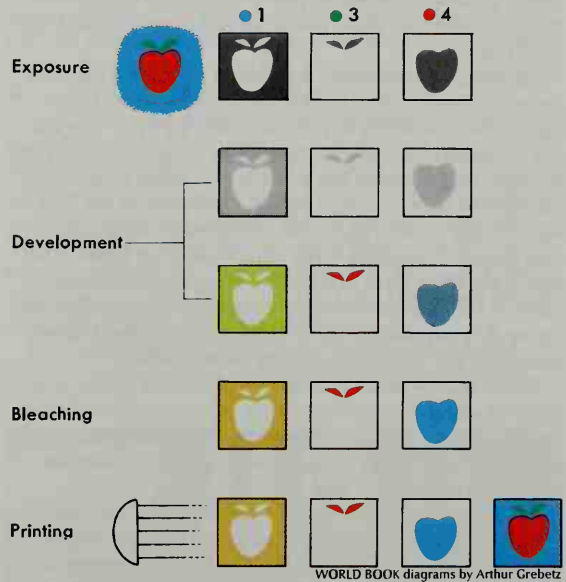 1 3 4
Exposure
Development
Bleaching
Printing
WORLD BOOK diagrams by Arthur Grebetz